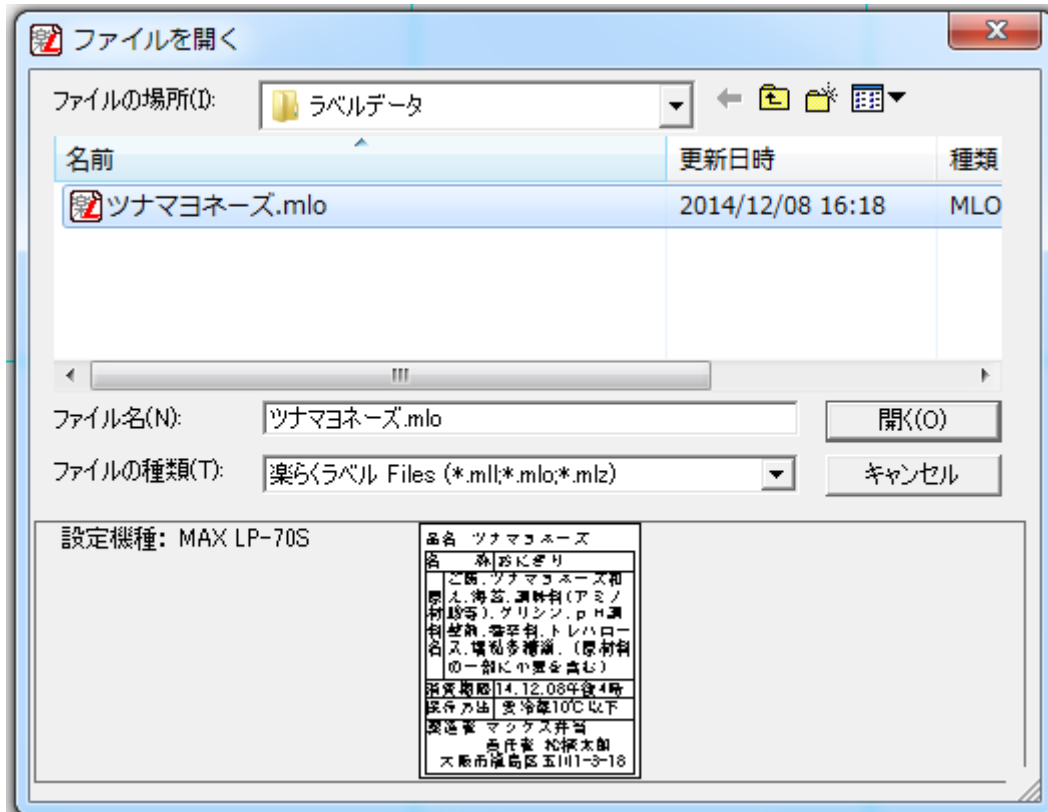 ファイルを開く
ファイルの場所(I):
ラベルデータ
名前 更新日時 種類
ツナマヨネーズ.mlo 2014/12/08 16:18 MLO
ファイル名(N): ツナマヨネーズ.mlo 開く(O)
ファイルの種類(T): 楽らくラベル Files (*.mll;*.mlo;*.mlz) キャンセル
設定機種: MAX LP-70S
品名 ツナマヨネーズ
名 称 おにぎり
ご飯,ツナマヨネーズ和
え,海苔,調味料(アミノ
酸等),グリシン,pH調
整剤,香辛料,トレハロー
ス,増粘多糖類,(原材料
の一部に小麦を含む)
原材料名
消費期限 14.12.08午後4時
保存方法 要冷蔵10℃以下
製造者 マックス弁当
責任者
大阪市福島区玉川1-3-18